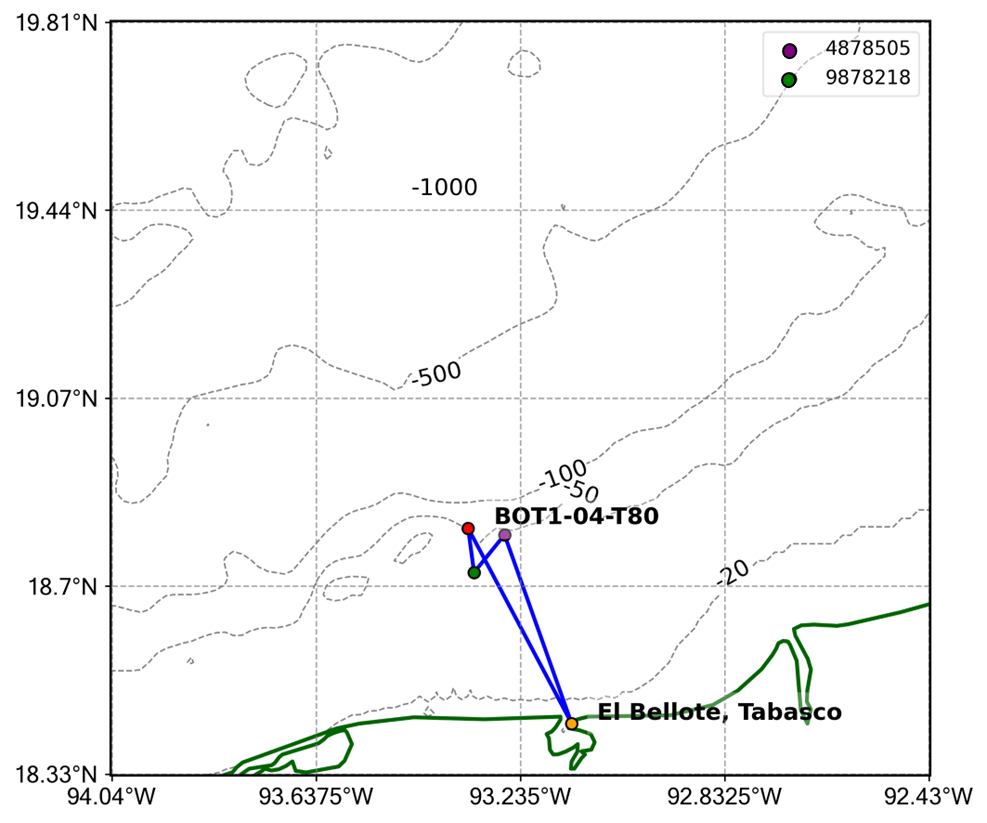 19.81°N
4878505
9878218
-1000
19.44°N
-500
19.07°N
-100
-50
BOT1-04-T80
-20
18.7°N
El Bellote, Tabasco
18.33°N
94.04°W 93.6375°W 93.235°W 92.8325°W 92.43°W